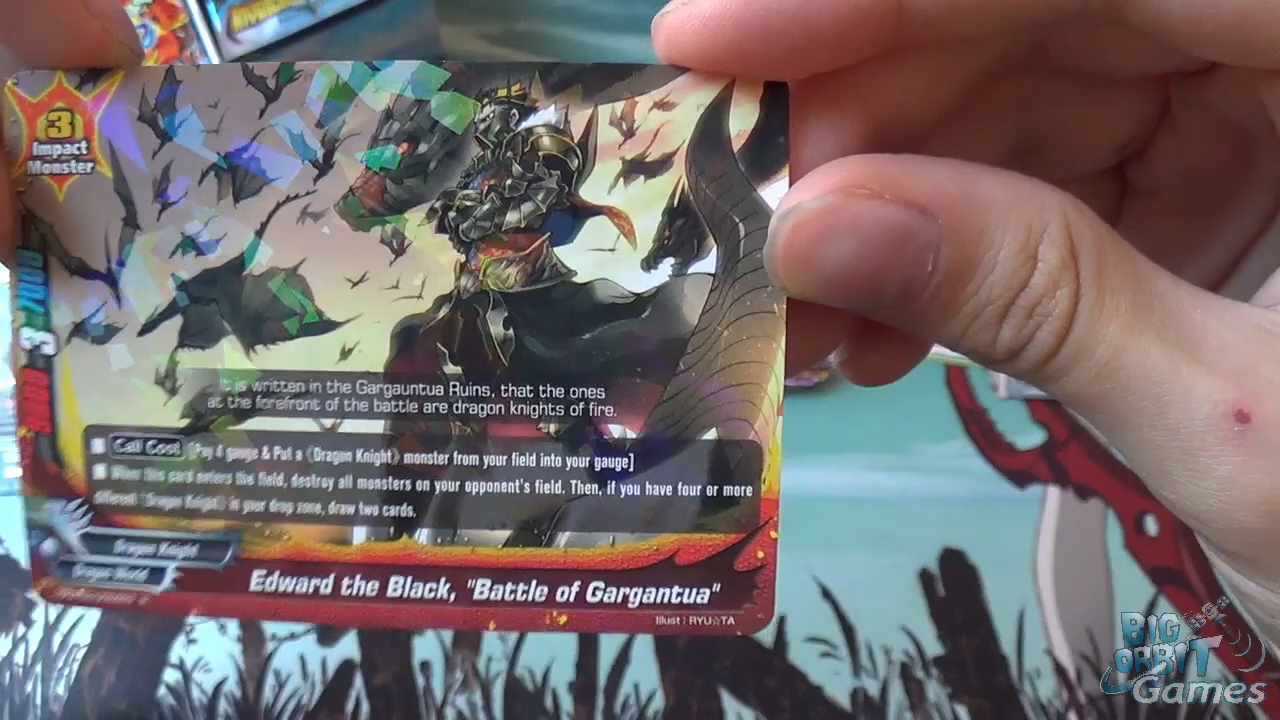 3
Impact
Monster
It is written in the Gargauntua Ruins, that the ones
at the forefront of the battle are dragon knights of fire.
Call Cost [Pay 4 gauge & Put a《Dragon Knight》monster from your field into your gauge]
When this card enters the field, destroy all monsters on your opponent's field. Then, if you have four or more
different《Dragon Knight》in your drop zone, draw two cards.
Dragon Knight
Dragon World
Edward the Black, "Battle of Gargantua"
Illust : RYU☆TA
BIG
ORBIT
Games